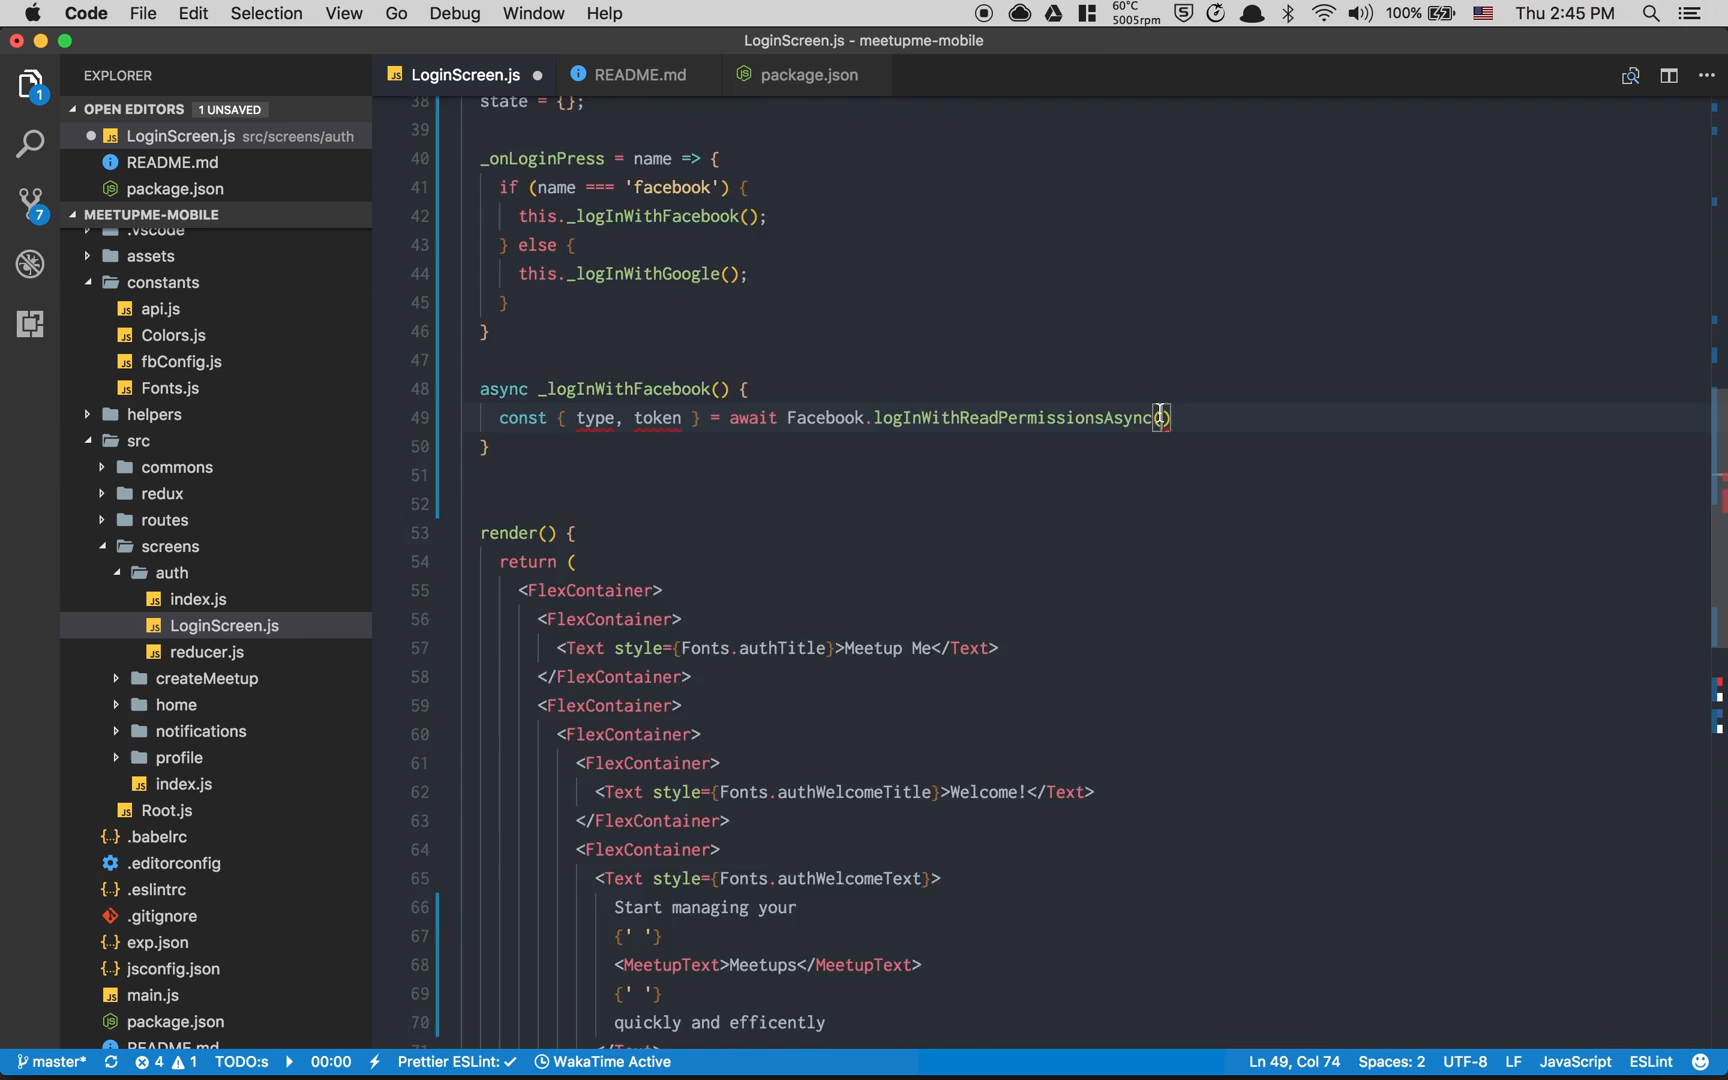 Code File Edit Selection View Go Debug Window Help 60°C 5005rpm 100% Thu 2:45 PM
LoginScreen.js - meetupme-mobile
EXPLORER
LoginScreen.js README.md package.json
OPEN EDITORS 1 UNSAVED
LoginScreen.js src/screens/auth
README.md
package.json
MEETUPME-MOBILE
.vscode
assets
constants
api.js
Colors.js
fbConfig.js
Fonts.js
helpers
src
commons
redux
routes
screens
auth
index.js
LoginScreen.js
reducer.js
createMeetup
home
notifications
profile
index.js
Root.js
.babelrc
.editorconfig
.eslintrc
.gitignore
exp.json
jsconfig.json
main.js
package.json
README.md
1
7
38 state = {};
39
40 _onLoginPress = name => {
41 if (name === 'facebook') {
42 this._logInWithFacebook();
43 } else {
44 this._logInWithGoogle();
45 }
46 }
47
48 async _logInWithFacebook() {
49 const { type, token } = await Facebook.logInWithReadPermissionsAsync()
50 }
51
52
53 render() {
54 return (
55 <FlexContainer>
56 <FlexContainer>
57 <Text style={Fonts.authTitle}>Meetup Me</Text>
58 </FlexContainer>
59 <FlexContainer>
60 <FlexContainer>
61 <FlexContainer>
62 <Text style={Fonts.authWelcomeTitle}>Welcome!</Text>
63 </FlexContainer>
64 <FlexContainer>
65 <Text style={Fonts.authWelcomeText}>
66 Start managing your
67 {' '}
68 <MeetupText>Meetups</MeetupText>
69 {' '}
70 quickly and efficently
71 </Text>
master* 4 1 TODO:s 00:00 Prettier ESLint: ✓ WakaTime Active Ln 49, Col 74 Spaces: 2 UTF-8 LF JavaScript ESLint